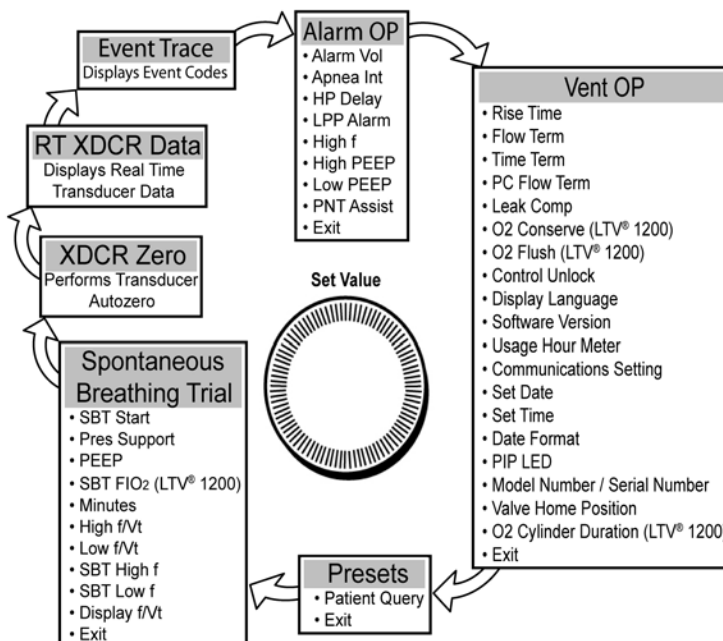 Event Trace
Displays Event Codes
Alarm OP
• Alarm Vol
• Apnea Int
• HP Delay
• LPP Alarm
• High f
• High PEEP
• Low PEEP
• PNT Assist
• Exit
Vent OP
• Rise Time
• Flow Term
• Time Term
• PC Flow Term
• Leak Comp
• O2 Conserve (LTV® 1200)
• O2 Flush (LTV® 1200)
• Control Unlock
• Display Language
• Software Version
• Usage Hour Meter
• Communications Setting
• Set Date
• Set Time
• Date Format
• PIP LED
• Model Number / Serial Number
• Valve Home Position
• O2 Cylinder Duration (LTV® 1200)
• Exit
Presets
• Patient Query
• Exit
Spontaneous
Breathing Trial
• SBT Start
• Pres Support
• PEEP
• SBT FIO2 (LTV® 1200)
• Minutes
• High f/Vt
• Low f/Vt
• SBT High f
• SBT Low f
• Display f/Vt
• Exit
XDCR Zero
Performs Transducer
Autozero
RT XDCR Data
Displays Real Time
Transducer Data
Set Value